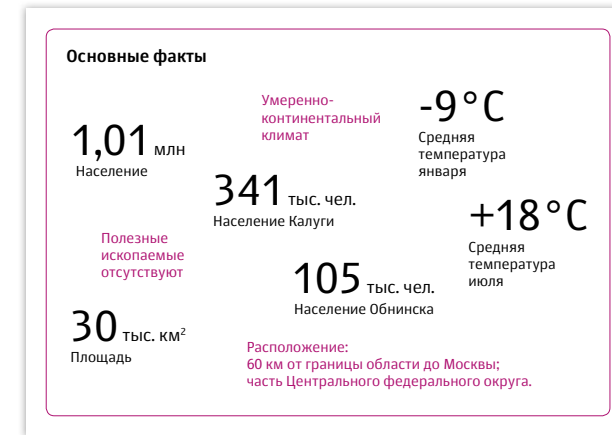 Основные факты
Умеренно-
континентальный
климат
-9°C
Средняя
температура
января
1,01 млн
Население
341 тыс. чел.
Население Калуги
+18°C
Средняя
температура
июля
Полезные
ископаемые
отсутствуют
105 тыс. чел.
Население Обнинска
30 тыс. км²
Площадь
Расположение:
60 км от границы области до Москвы;
часть Центрального федерального округа.